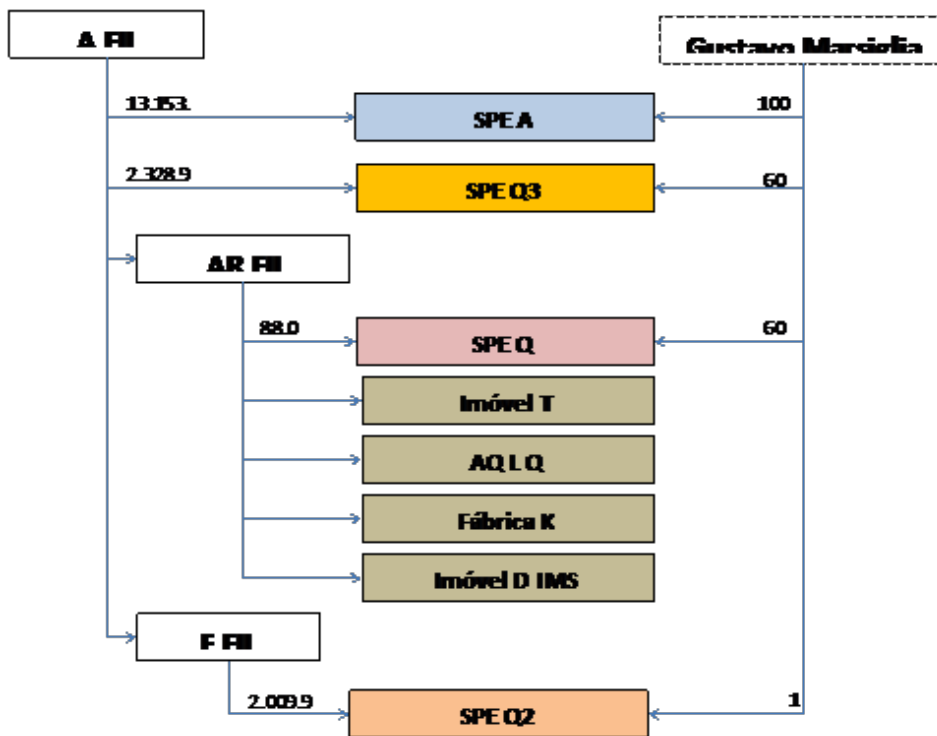 A FII
Gustavo Marsiglia
13.153.
SPE A
100
2.328.9
SPE Q3
60
AR FII
88.0
SPE Q
60
Imóvel T
AQ L Q
Fábrica K
Imóvel D IMS
F FII
2.009.9
SPE Q2
1